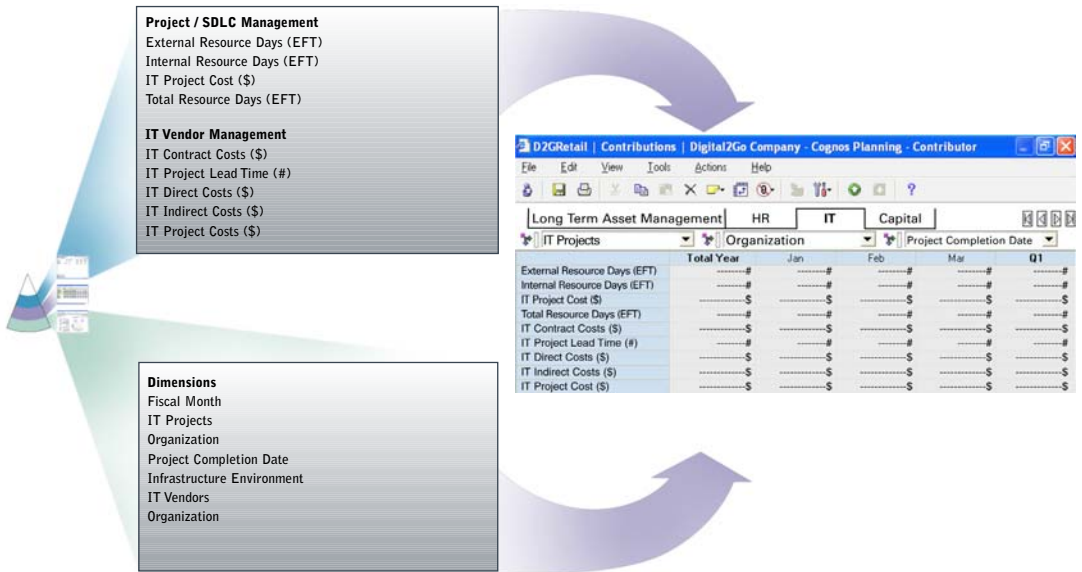 Project / SDLC Management
External Resource Days (EFT)
Internal Resource Days (EFT)
IT Project Cost ($)
Total Resource Days (EFT)
IT Vendor Management
IT Contract Costs ($)
IT Project Lead Time (#)
IT Direct Costs ($)
IT Indirect Costs ($)
IT Project Costs ($)
Dimensions
Fiscal Month
IT Projects
Organization
Project Completion Date
Infrastructure Environment
IT Vendors
Organization
D2GRetail | Contributions | Digital2Go Company - Cognos Planning - Contributor
File Edit View Tools Actions Help
Long Term Asset Management HR IT Capital
IT Projects Organization Project Completion Date
Total Year Jan Feb Mar Q1
External Resource Days (EFT) --------# --------# --------# --------# --------#
Internal Resource Days (EFT) --------# --------# --------# --------# --------#
IT Project Cost ($) ------------$ ------------$ ------------$ ------------$ ------------$
Total Resource Days (EFT) --------# --------# --------# --------# --------#
IT Contract Costs ($) ------------$ ------------$ ------------$ ------------$ ------------$
IT Project Lead Time (#) --------# --------# --------# --------# --------#
IT Direct Costs ($) ------------$ ------------$ ------------$ ------------$ ------------$
IT Indirect Costs ($) ------------$ ------------$ ------------$ ------------$ ------------$
IT Project Cost ($) ------------$ ------------$ ------------$ ------------$ ------------$